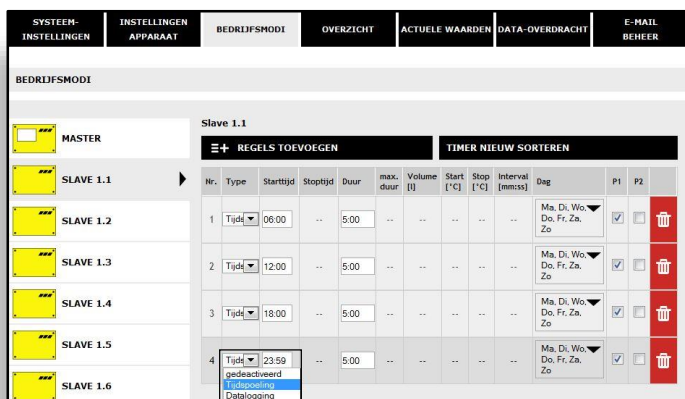 SYSTEEM-
INSTELLINGEN
INSTELLINGEN
APPARAAT
BEDRIJFSMODI
OVERZICHT
ACTUELE WAARDEN
DATA-OVERDRACHT
E-MAIL
BEHEER
BEDRIJFSMODI
MASTER
SLAVE 1.1
SLAVE 1.2
SLAVE 1.3
SLAVE 1.4
SLAVE 1.5
SLAVE 1.6
Slave 1.1
REGELS TOEVOEGEN
TIMER NIEUW SORTEREN
Nr. Type Starttijd Stoptijd Duur max. duur Volume [l] Start [°C] Stop [°C] Interval [mm:ss] Dag P1 P2
1 Tijds 06:00 -- 5:00 -- -- -- -- -- Ma, Di, Wo,
Do, Fr, Za,
Zo
2 Tijds 12:00 -- 5:00 -- -- -- -- -- Ma, Di, Wo,
Do, Fr, Za,
Zo
3 Tijds 18:00 -- 5:00 -- -- -- -- -- Ma, Di, Wo,
Do, Fr, Za,
Zo
4 Tijds 23:59 -- 5:00 -- -- -- -- -- Ma, Di, Wo,
Do, Fr, Za,
Zo
gedeactiveerd
Tijdspoeling
Datalogging